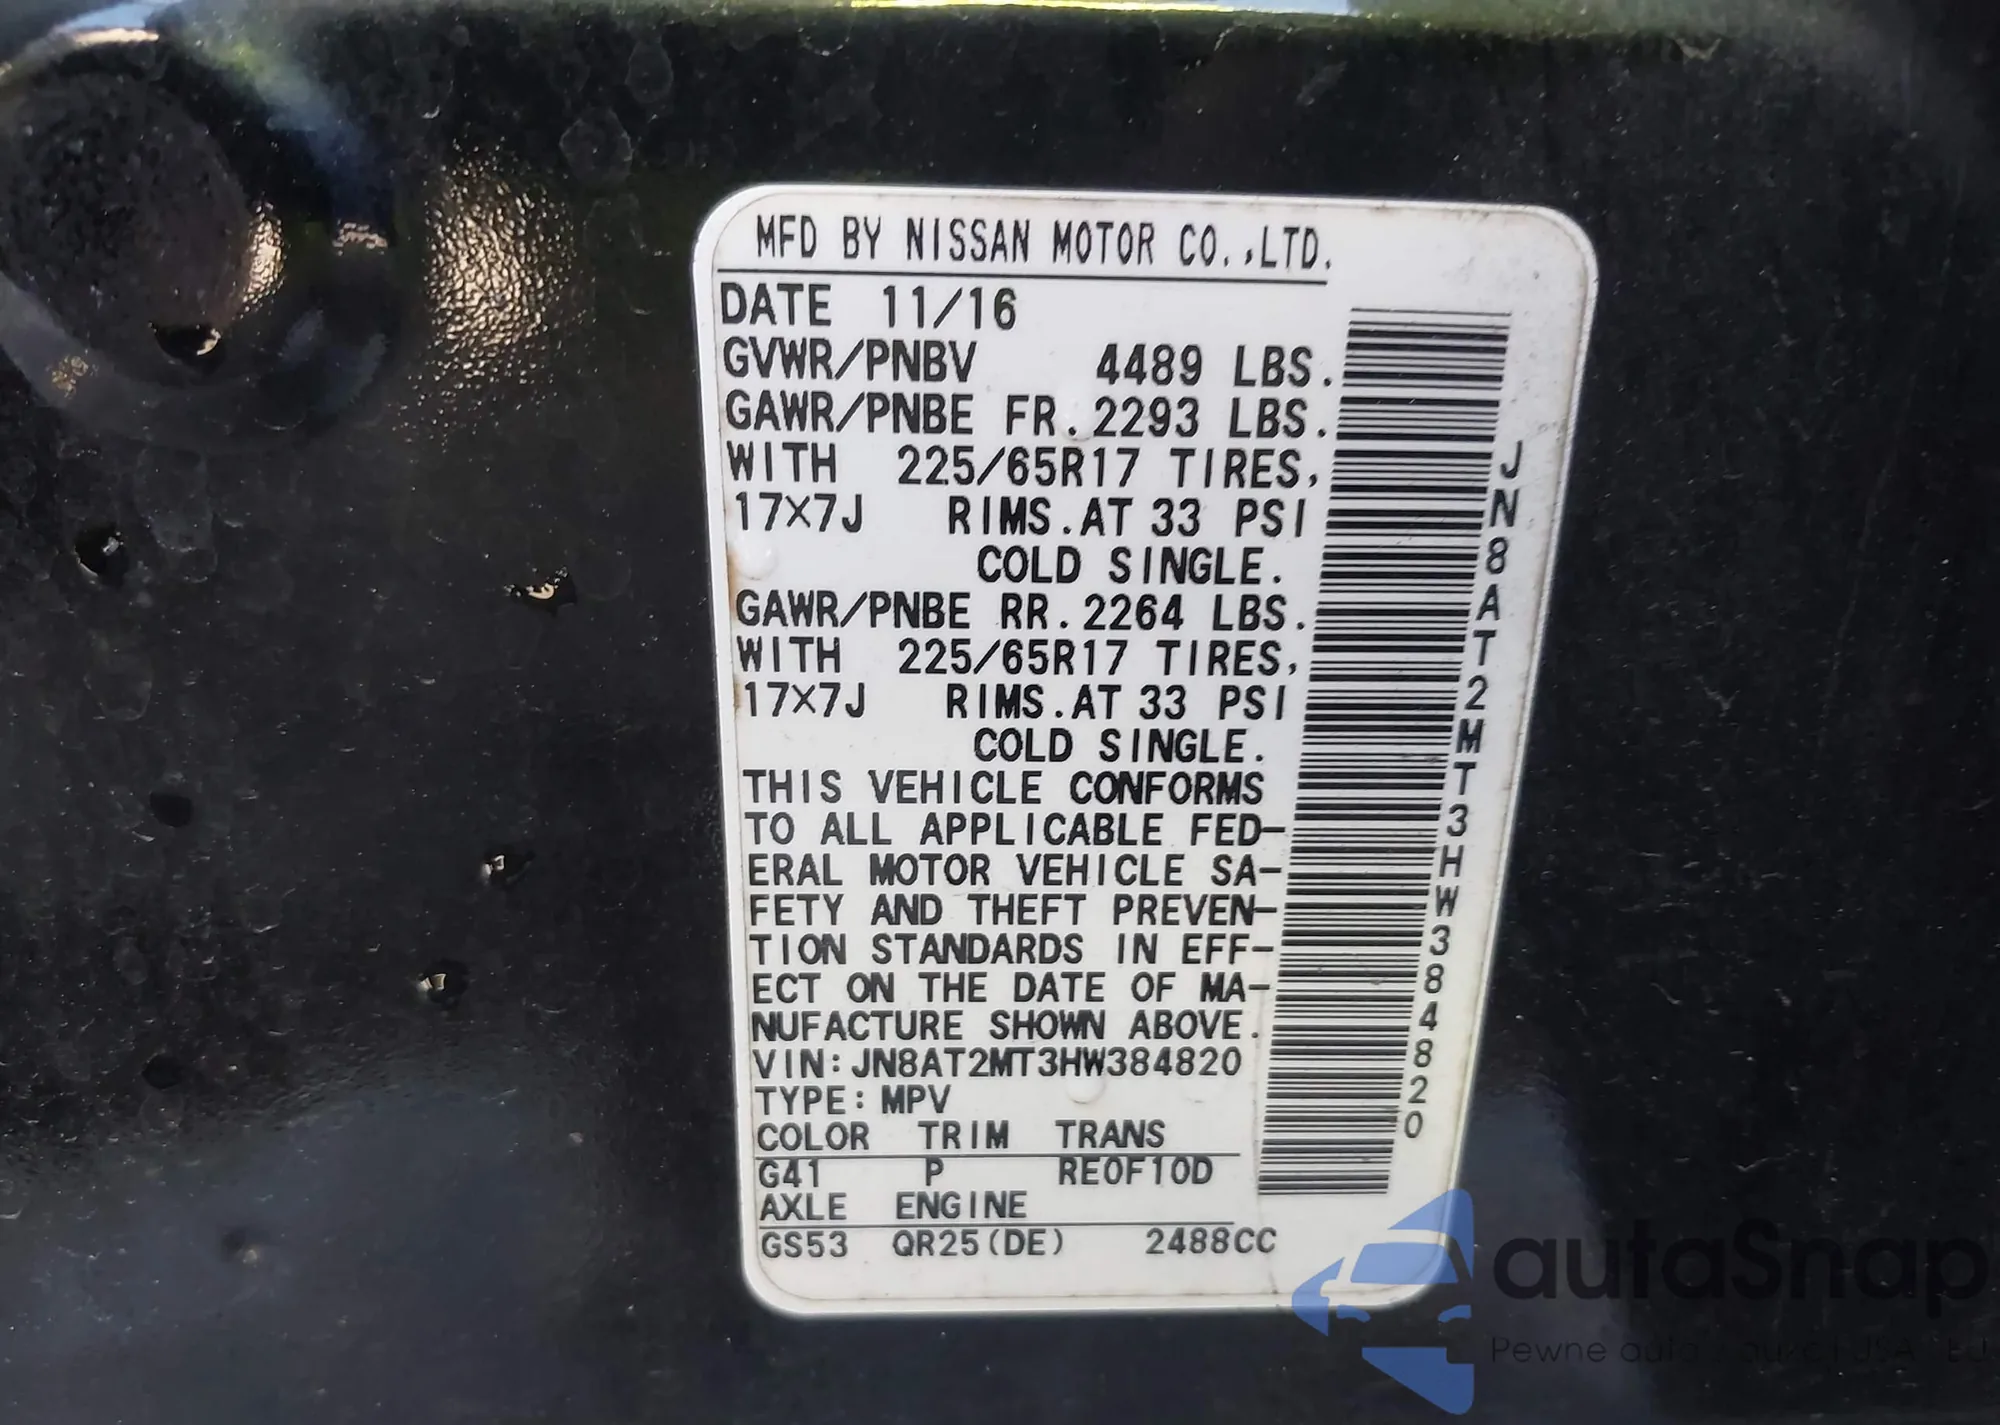 MFD BY NISSAN MOTOR CO.,LTD.
DATE 11/16
GVWR/PNBV 4489 LBS.
GAWR/PNBE FR. 2293 LBS.
WITH 225/65R17 TIRES,
17X7J RIMS. AT 33 PSI
COLD SINGLE.
GAWR/PNBE RR. 2264 LBS.
WITH 225/65R17 TIRES,
17X7J RIMS. AT 33 PSI
COLD SINGLE.
THIS VEHICLE CONFORMS
TO ALL APPLICABLE FED-
ERAL MOTOR VEHICLE SA-
FETY AND THEFT PREVEN-
TION STANDARDS IN EFF-
ECT ON THE DATE OF MA-
NUFACTURE SHOWN ABOVE.
VIN: JN8AT2MT3HW384820
TYPE: MPV
COLOR TRIM TRANS
G41 P RE0F10D
AXLE ENGINE
GS53 QR25(DE) 2488CC
JN8AT2MT3HW384820
autoSnap
Pewne auta z USA